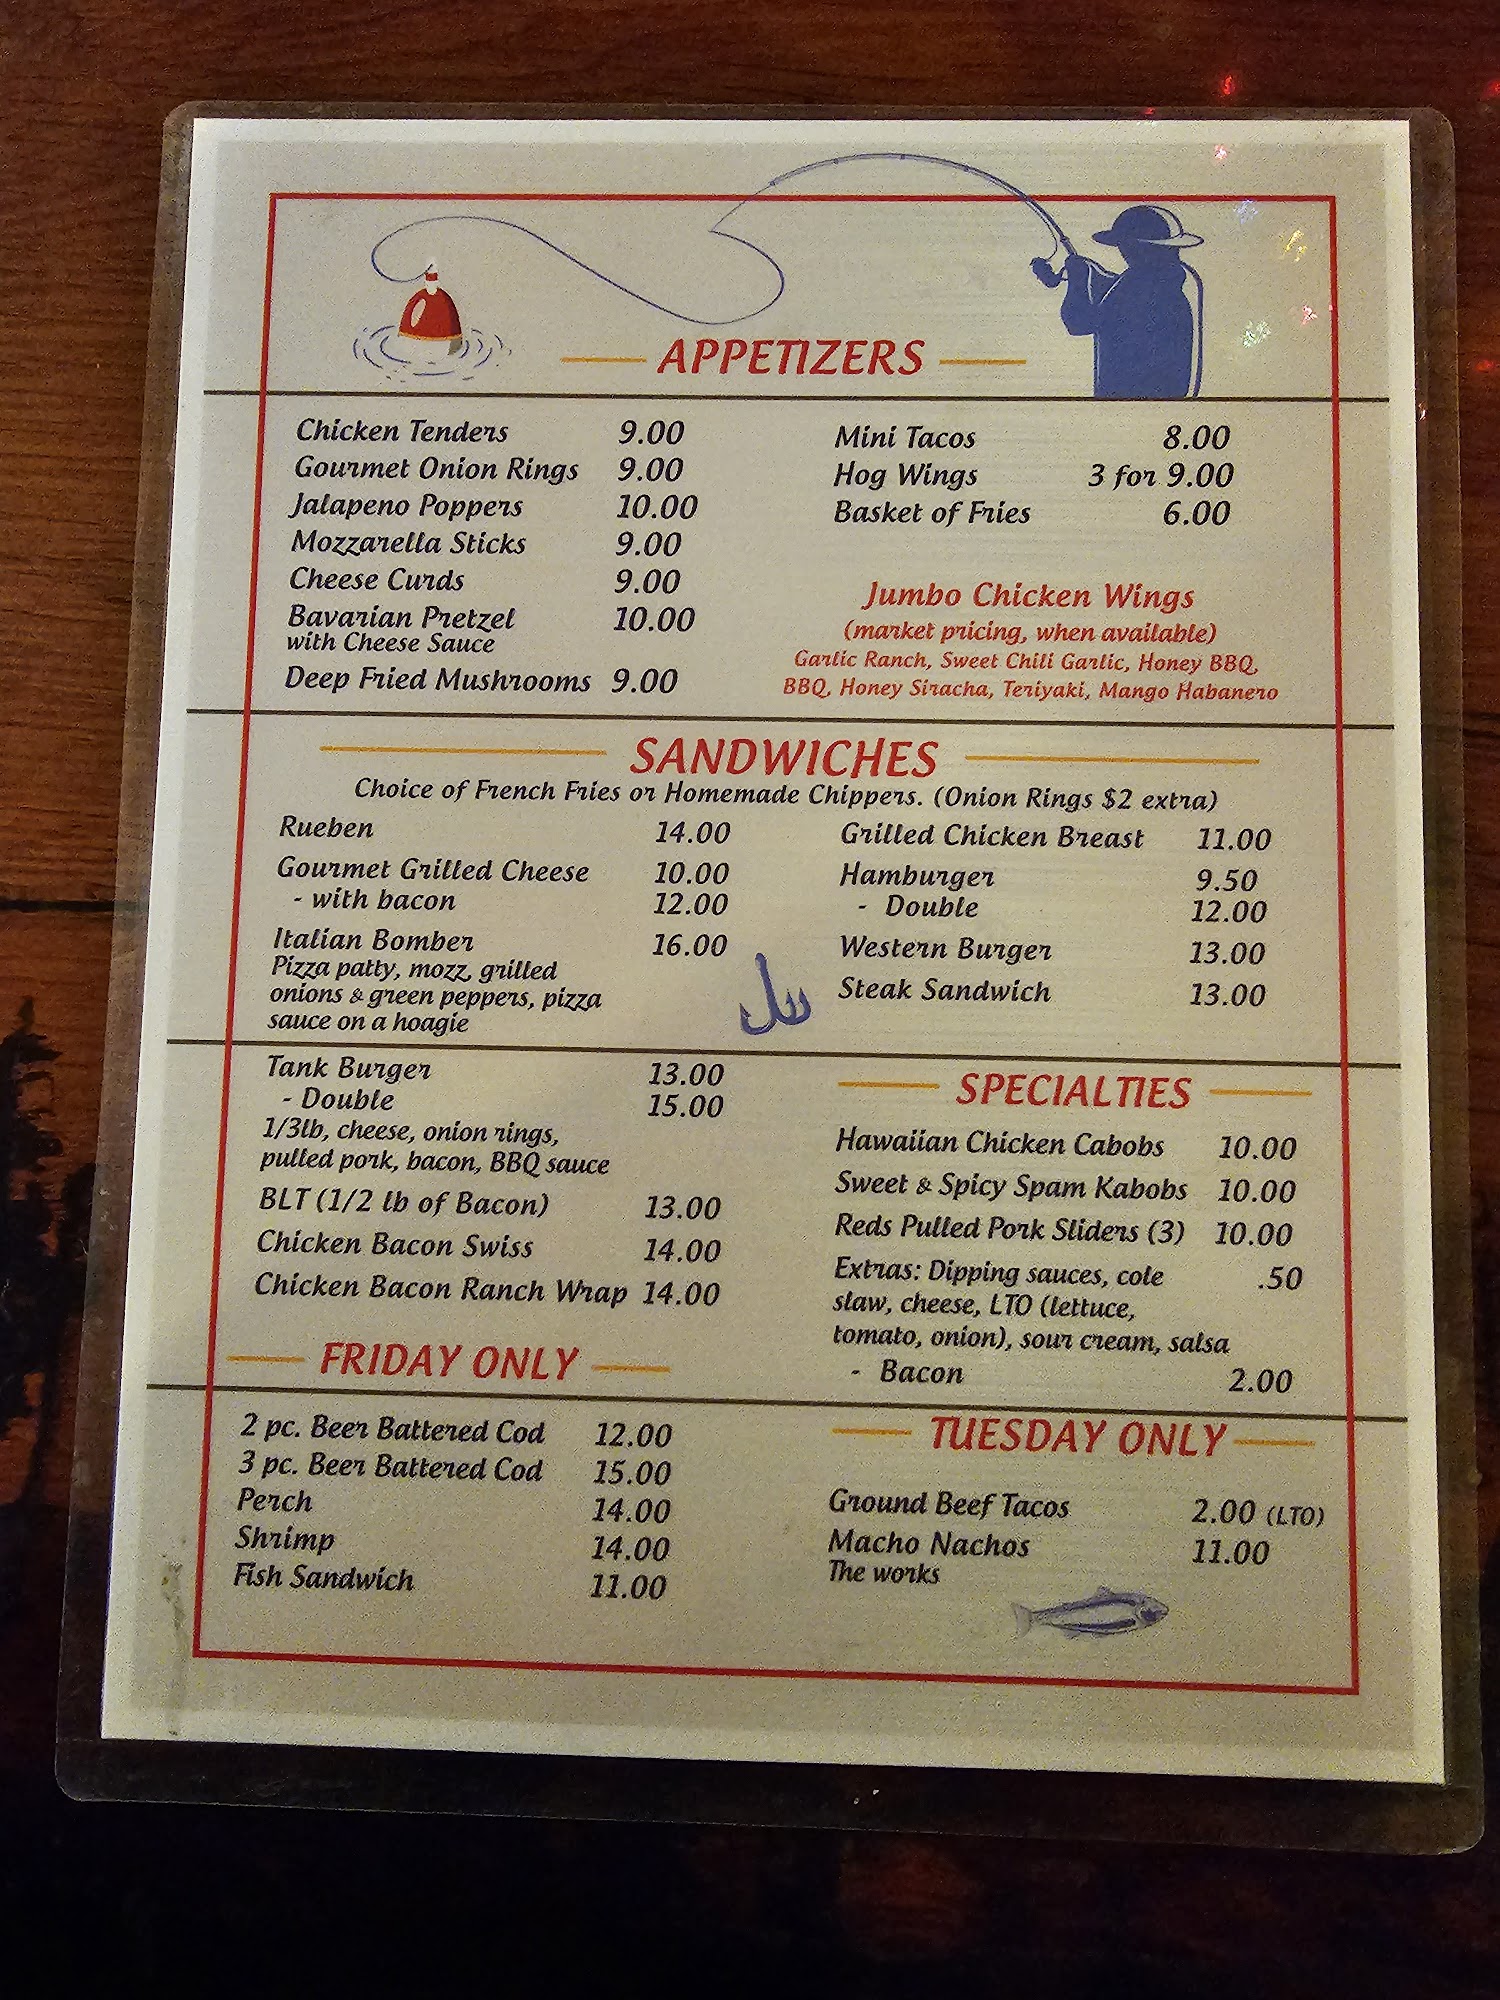 APPETIZERS
Chicken Tenders 9.00
Gourmet Onion Rings 9.00
Jalapeno Poppers 10.00
Mozzarella Sticks 9.00
Cheese Curds 9.00
Bavarian Pretzel 10.00
with Cheese Sauce
Deep Fried Mushrooms 9.00
Mini Tacos 8.00
Hog Wings 3 for 9.00
Basket of Fries 6.00
Jumbo Chicken Wings
(market pricing, when available)
Garlic Ranch, Sweet Chili Garlic, Honey BBQ,
BBQ, Honey Siracha, Teriyaki, Mango Habanero
SANDWICHES
Choice of French Fries or Homemade Chippers. (Onion Rings $2 extra)
Rueben 14.00
Gourmet Grilled Cheese 10.00
- with bacon 12.00
Italian Bomber 16.00
Pizza patty, mozz, grilled
onions & green peppers, pizza
sauce on a hoagie
Grilled Chicken Breast 11.00
Hamburger 9.50
- Double 12.00
Western Burger 13.00
Steak Sandwich 13.00
Tank Burger 13.00
- Double 15.00
1/3lb, cheese, onion rings,
pulled pork, bacon, BBQ sauce
BLT (1/2 lb of Bacon) 13.00
Chicken Bacon Swiss 14.00
Chicken Bacon Ranch Wrap 14.00
SPECIALTIES
Hawaiian Chicken Cabobs 10.00
Sweet & Spicy Spam Kabobs 10.00
Reds Pulled Pork Sliders (3) 10.00
Extras: Dipping sauces, cole .50
slaw, cheese, LTO (lettuce,
tomato, onion), sour cream, salsa
- Bacon 2.00
FRIDAY ONLY
2 pc. Beer Battered Cod 12.00
3 pc. Beer Battered Cod 15.00
Perch 14.00
Shrimp 14.00
Fish Sandwich 11.00
TUESDAY ONLY
Ground Beef Tacos 2.00 (LTO)
Macho Nachos 11.00
The works